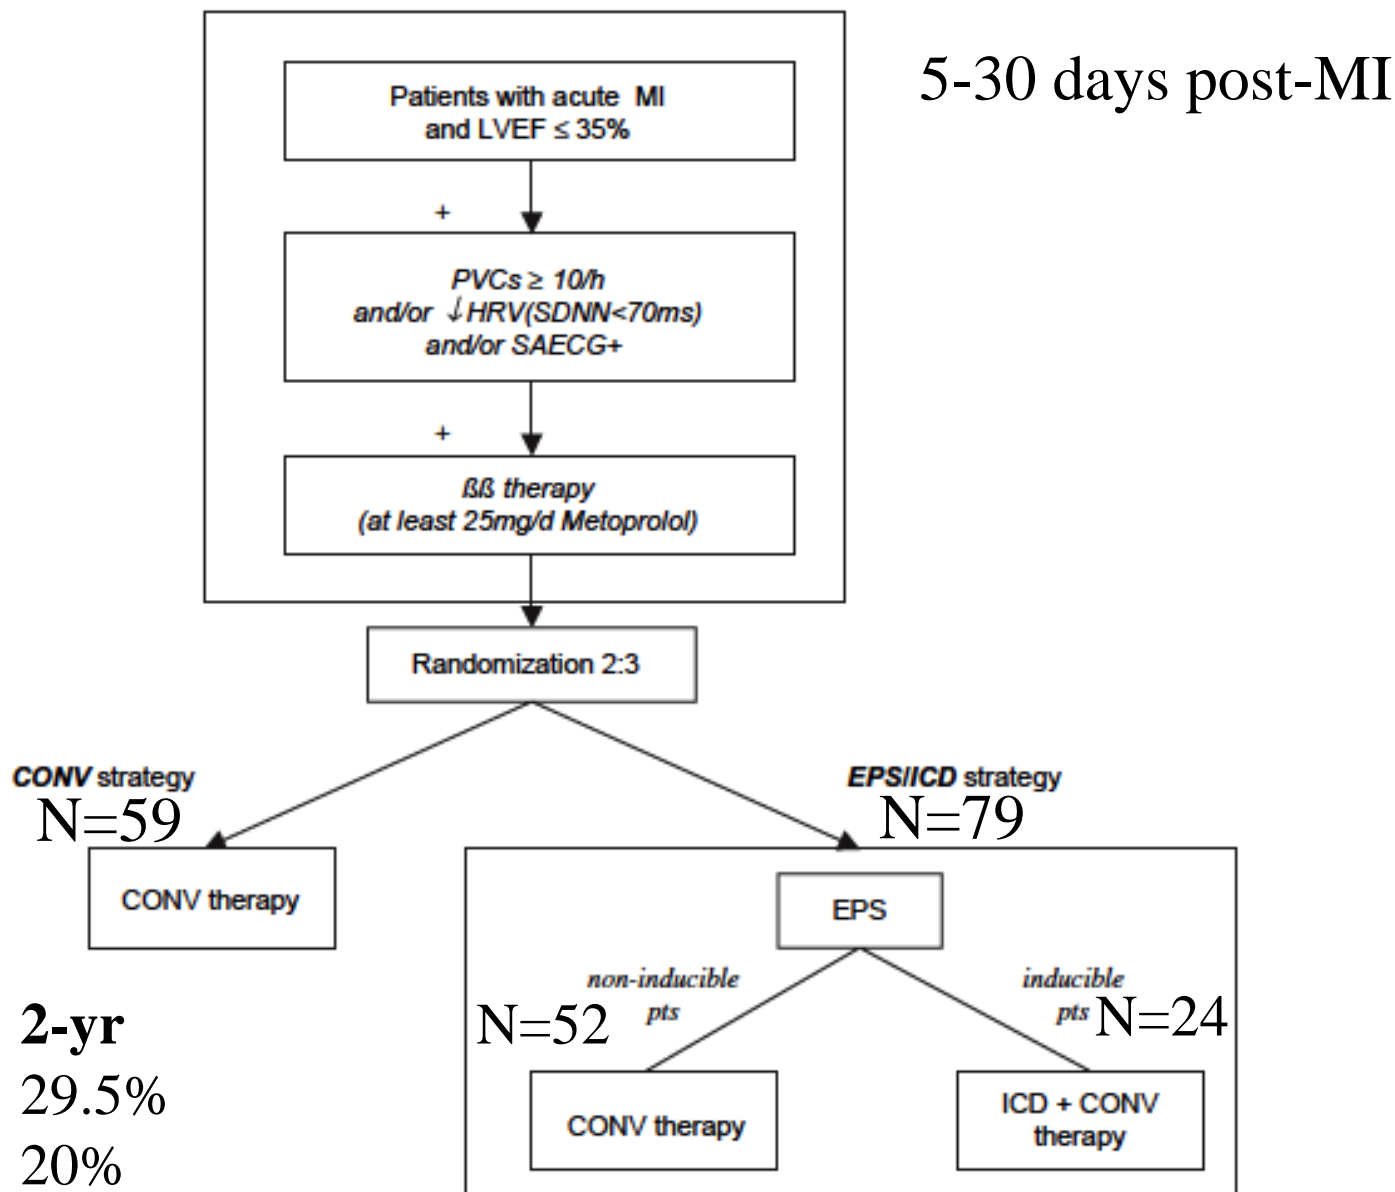 5-30 days post-MI
Patients with acute MI
and LVEF ≤ 35%
+
PVCs ≥ 10/h
and/or ↓HRV(SDNN<70ms)
and/or SAECG+
+
ßß therapy
(at least 25mg/d Metoprolol)
Randomization 2:3
CONV strategy
N=59
EPS/ICD strategy
N=79
CONV therapy
EPS
non-inducible
pts
N=52
inducible
pts
N=24
CONV therapy
ICD + CONV
therapy
2-yr
29.5%
20%